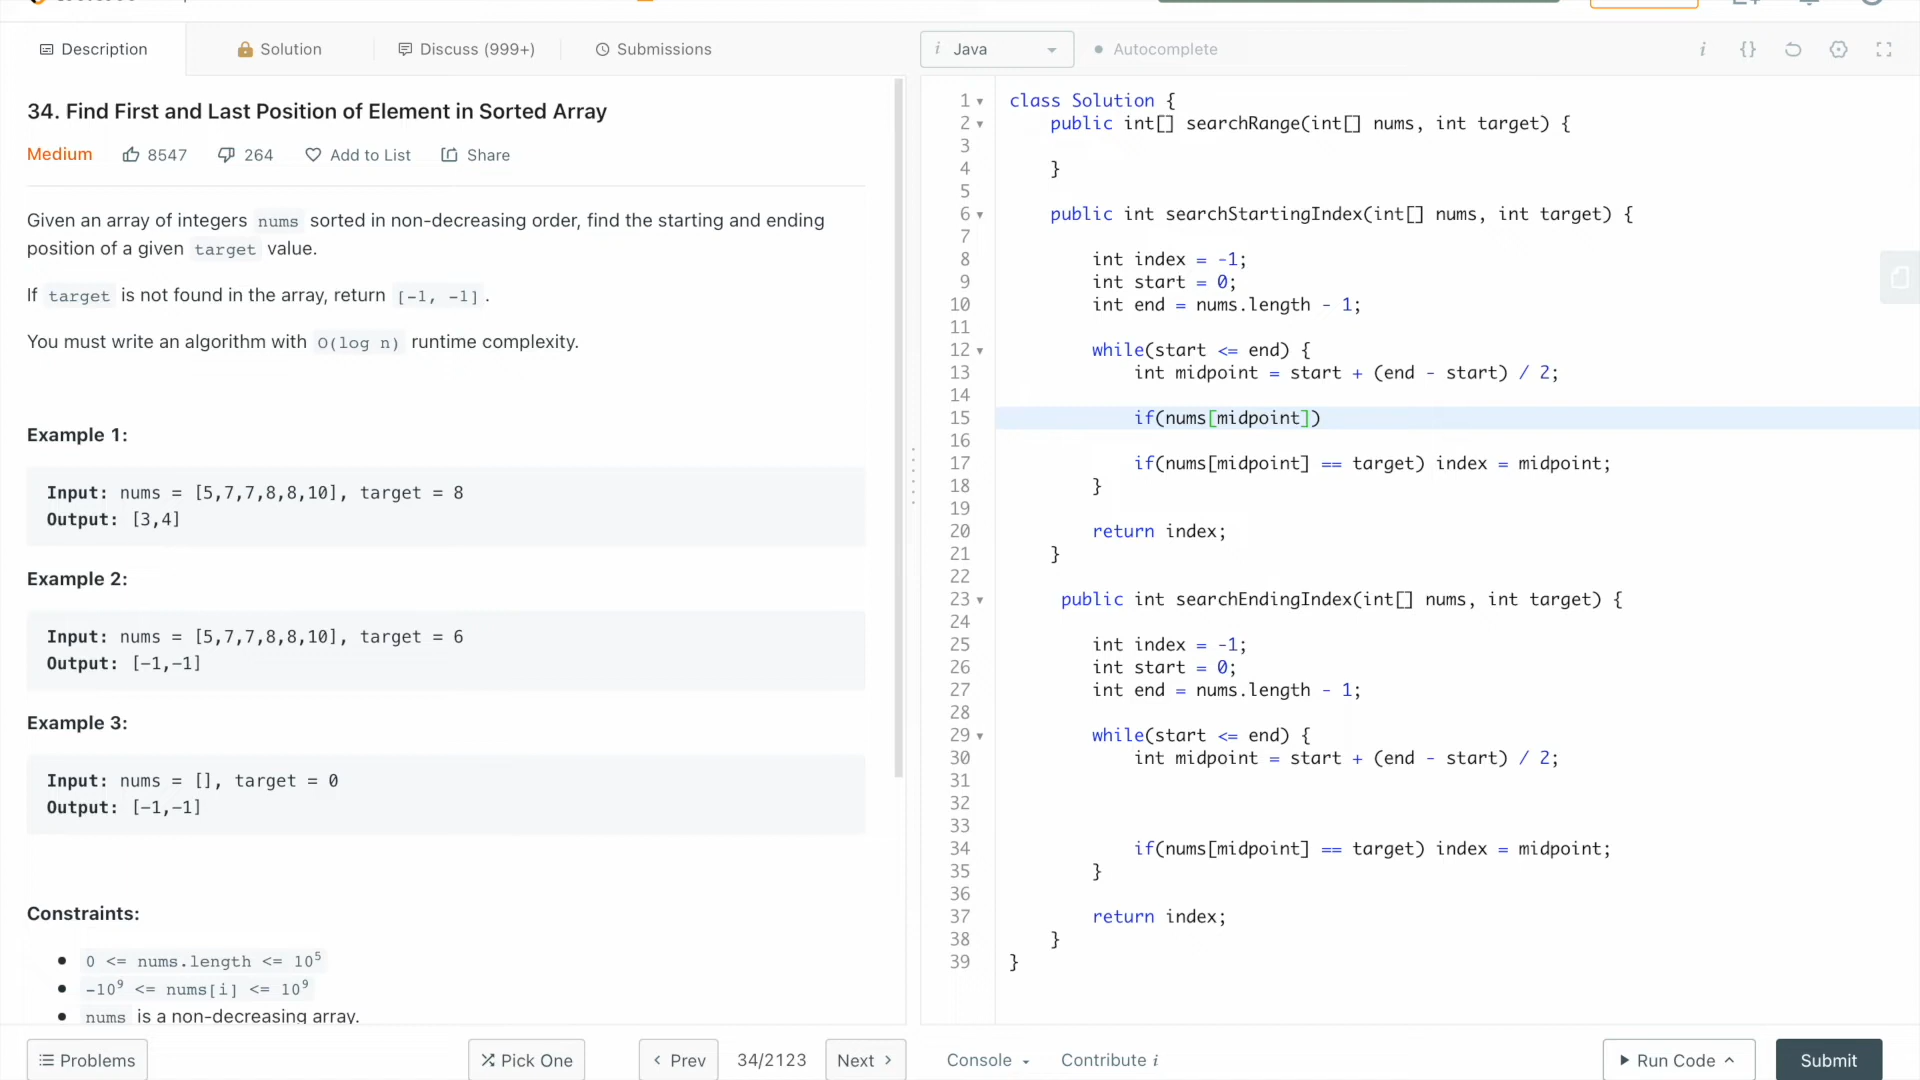 Description
Solution
Discuss (999+)
Submissions
i Java
Autocomplete
i {}
34. Find First and Last Position of Element in Sorted Array
Medium 8547 264 Add to List Share
Given an array of integers nums sorted in non-decreasing order, find the starting and ending
position of a given target value.
If target is not found in the array, return [-1, -1].
You must write an algorithm with O(log n) runtime complexity.
Example 1:
Input: nums = [5,7,7,8,8,10], target = 8
Output: [3,4]
Example 2:
Input: nums = [5,7,7,8,8,10], target = 6
Output: [-1,-1]
Example 3:
Input: nums = [], target = 0
Output: [-1,-1]
Constraints:
0 <= nums.length <= 10⁵
-10⁹ <= nums[i] <= 10⁹
nums is a non-decreasing array.
1 class Solution {
2 public int[] searchRange(int[] nums, int target) {
3
4 }
5
6 public int searchStartingIndex(int[] nums, int target) {
7
8 int index = -1;
9 int start = 0;
10 int end = nums.length - 1;
11
12 while(start <= end) {
13 int midpoint = start + (end - start) / 2;
14
15 if(nums[midpoint])
16
17 if(nums[midpoint] == target) index = midpoint;
18 }
19
20 return index;
21 }
22
23 public int searchEndingIndex(int[] nums, int target) {
24
25 int index = -1;
26 int start = 0;
27 int end = nums.length - 1;
28
29 while(start <= end) {
30 int midpoint = start + (end - start) / 2;
31
32
33
34 if(nums[midpoint] == target) index = midpoint;
35 }
36
37 return index;
38 }
39 }
Problems
Pick One
< Prev
34/2123
Next >
Console
Contribute i
Run Code
Submit